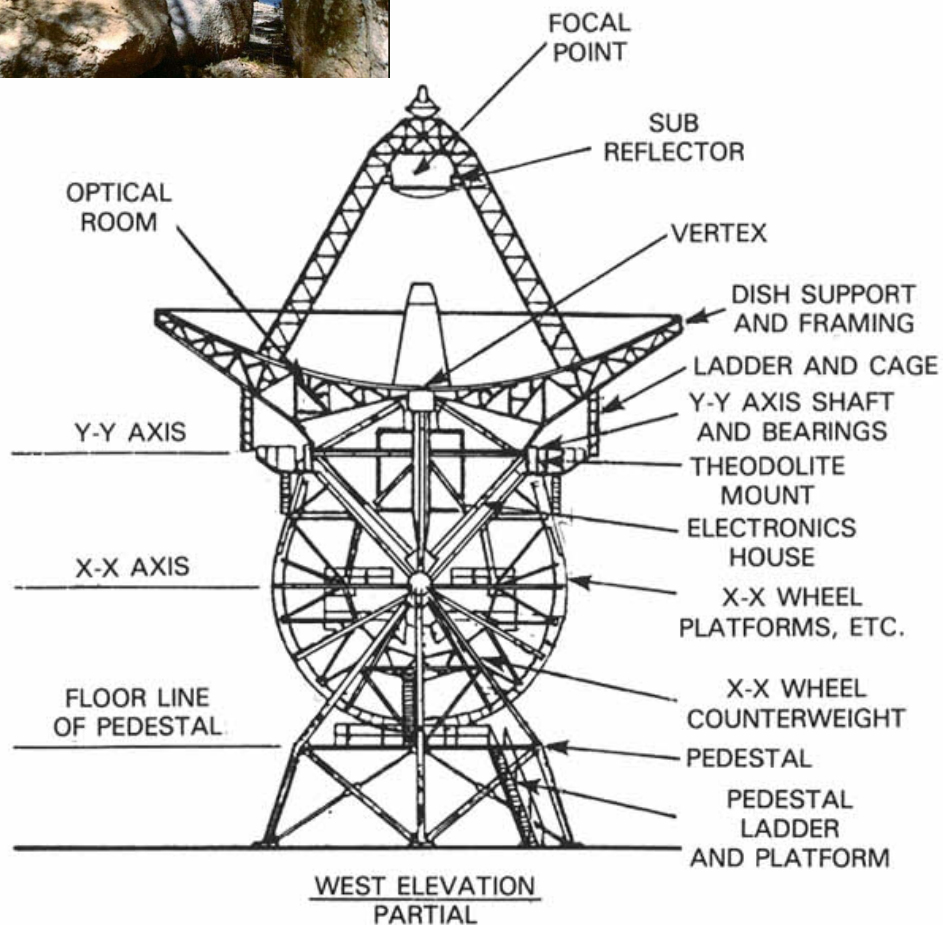 FOCAL
POINT
SUB
REFLECTOR
OPTICAL
ROOM
VERTEX
DISH SUPPORT
AND FRAMING
LADDER AND CAGE
Y-Y AXIS SHAFT
AND BEARINGS
Y-Y AXIS
THEODOLITE
MOUNT
ELECTRONICS
HOUSE
X-X AXIS
X-X WHEEL
PLATFORMS, ETC.
X-X WHEEL
COUNTERWEIGHT
FLOOR LINE
OF PEDESTAL
PEDESTAL
PEDESTAL
LADDER
AND PLATFORM
WEST ELEVATION
PARTIAL